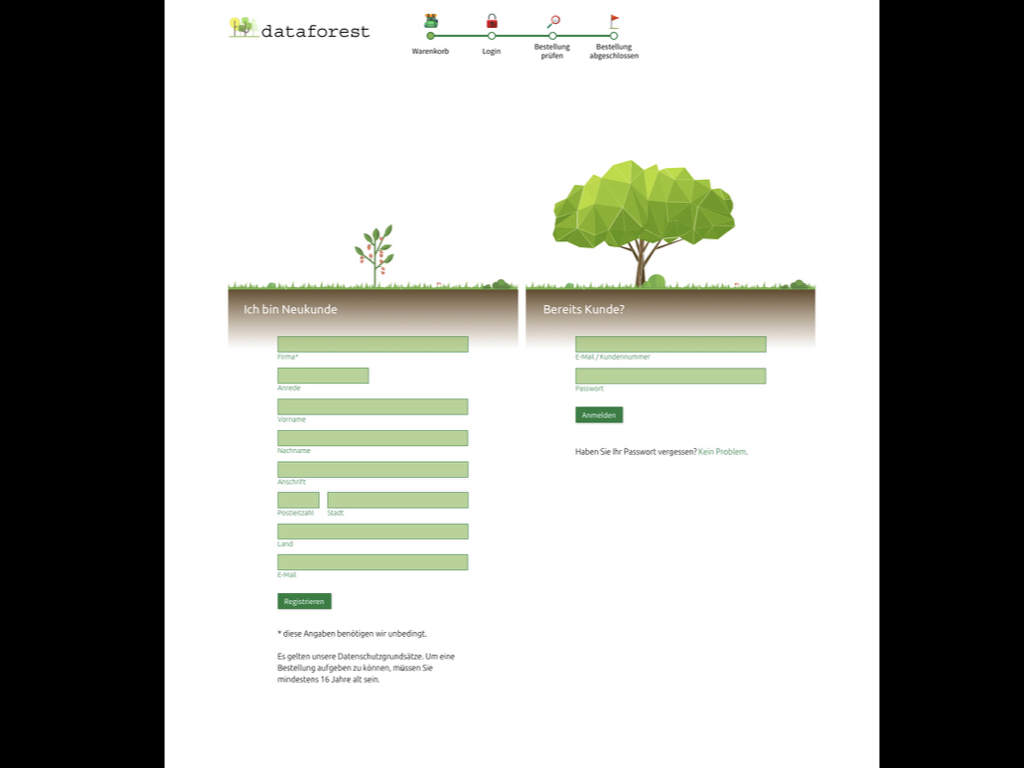 dataforest
Warenkorb
Login
Bestellung
prüfen
Bestellung
abgeschlossen
Ich bin Neukunde
Firma*
Anrede
Vorname
Nachname
Anschrift
Postleitzahl Stadt
Land
E-Mail
Registrieren
* diese Angaben benötigen wir unbedingt.
Es gelten unsere Datenschutzgrundsätze. Um eine
Bestellung aufgeben zu können, müssen Sie
mindestens 16 Jahre alt sein.
Bereits Kunde?
E-Mail / Kundennummer
Passwort
Anmelden
Haben Sie Ihr Passwort vergessen? Kein Problem.